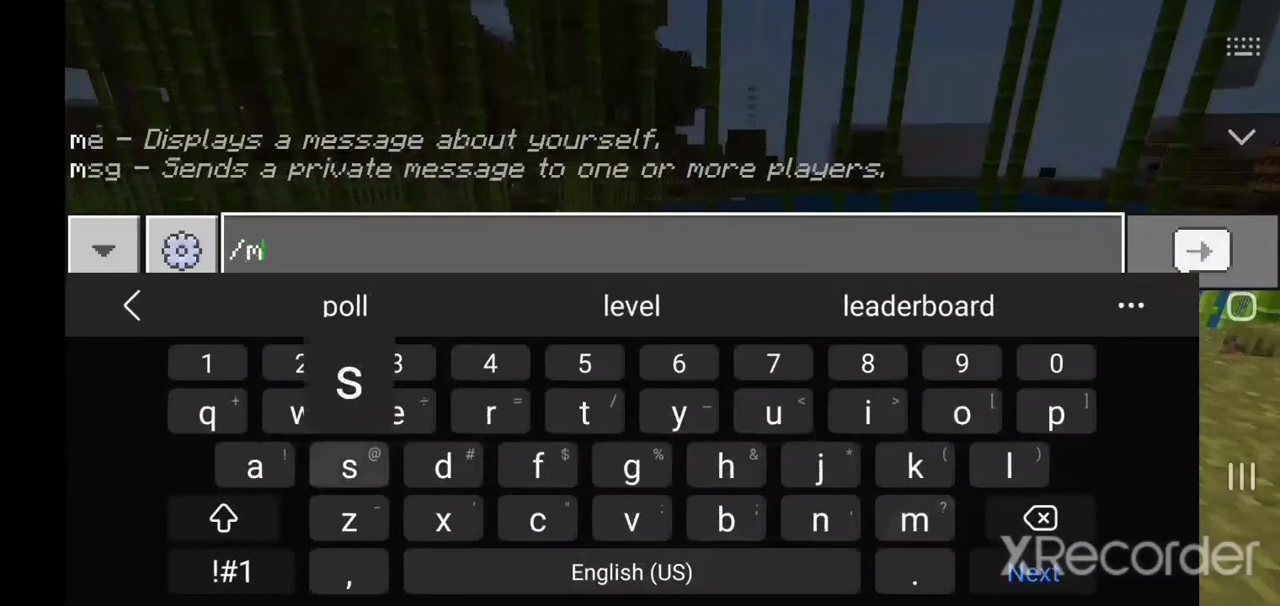 me – Displays a message about yourself.
msg – Sends a private message to one or more players.
/m
poll level leaderboard •••
1 2 3 4 5 6 7 8 9 0
s
q + w e ÷ r = t / y _ u < i > o [ p ]
a ! s @ d # f $ g % h & j * k ( l )
z - x ' c " v : b ; n , m ?
!#1 , English (US) . Next
XRecorder